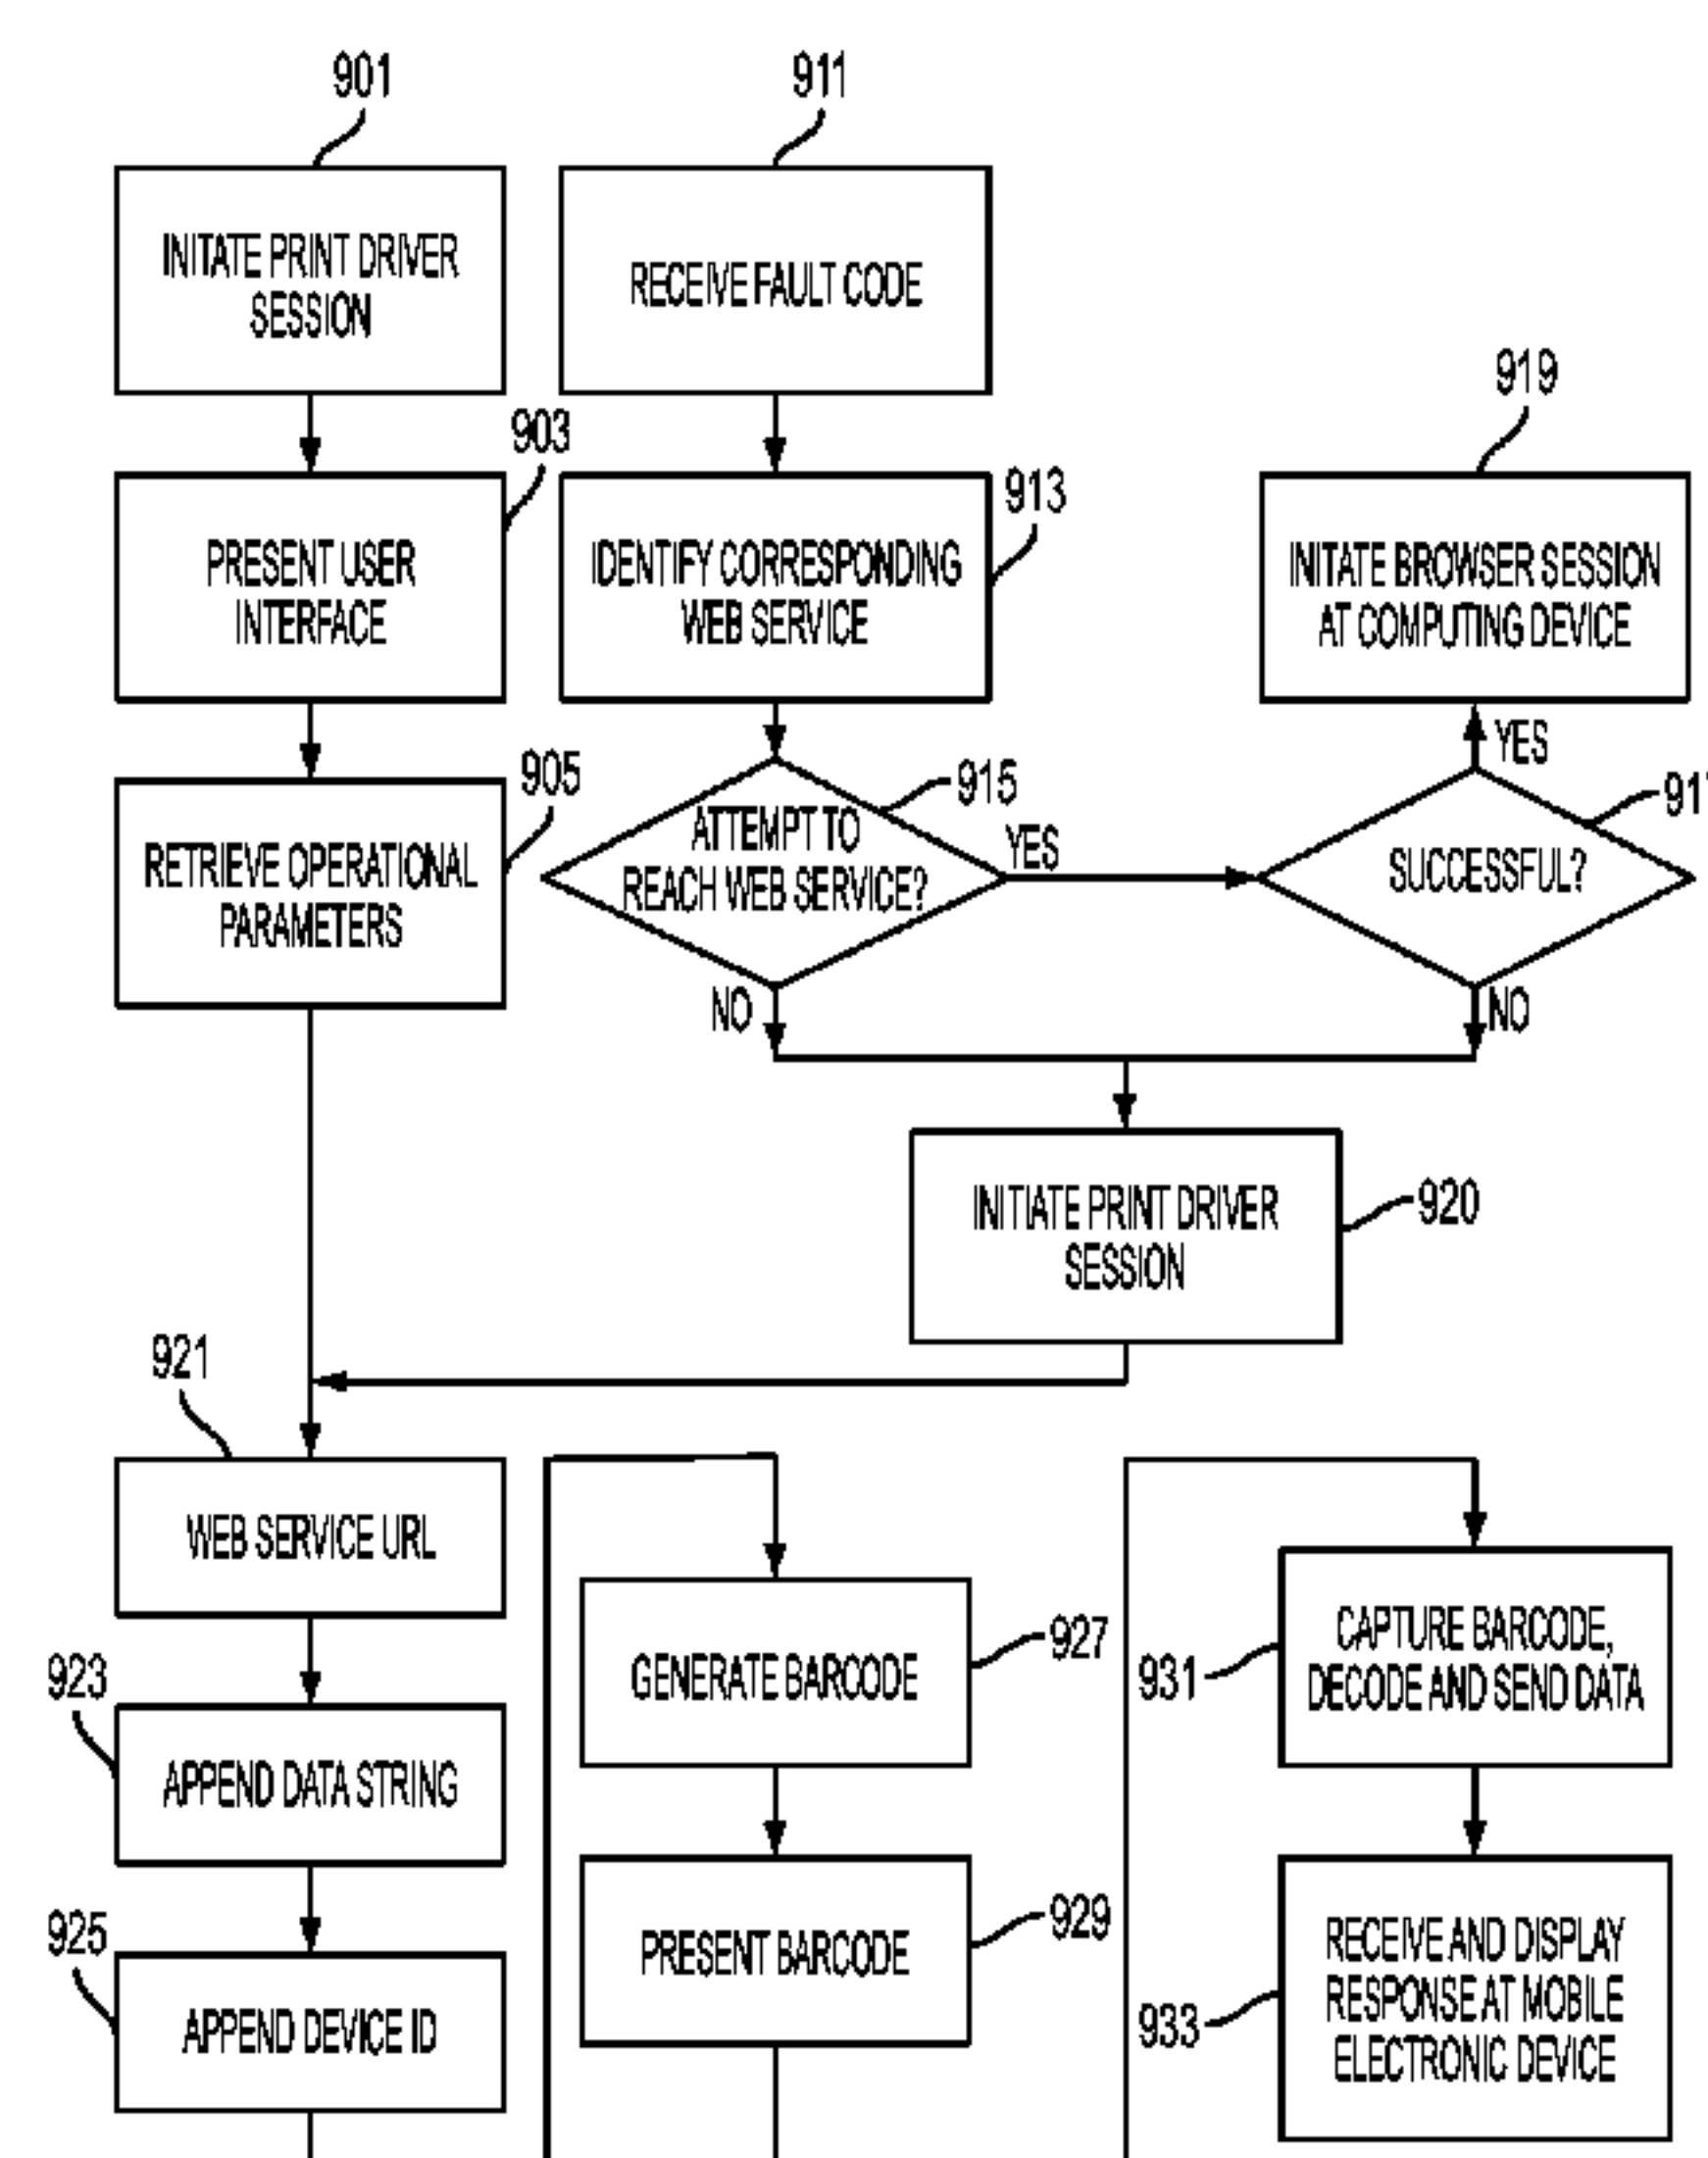 901
911
INITATE PRINT DRIVER
SESSION
RECEIVE FAULT CODE
919
903
913
PRESENT USER
INTERFACE
IDENTIFY CORRESPONDING
WEB SERVICE
INITATE BROWSER SESSION
AT COMPUTING DEVICE
YES
905
915
RETRIEVE OPERATIONAL
PARAMETERS
ATTEMPT TO
REACH WEB SERVICE?
YES
SUCCESSFUL?
NO
NO
INITIATE PRINT DRIVER
SESSION
920
921
WEB SERVICE URL
923
APPEND DATA STRING
925
APPEND DEVICE ID
GENERATE BARCODE
927
PRESENT BARCODE
929
931
CAPTURE BARCODE,
DECODE AND SEND DATA
933
RECEIVE AND DISPLAY
RESPONSE AT MOBILE
ELECTRONIC DEVICE